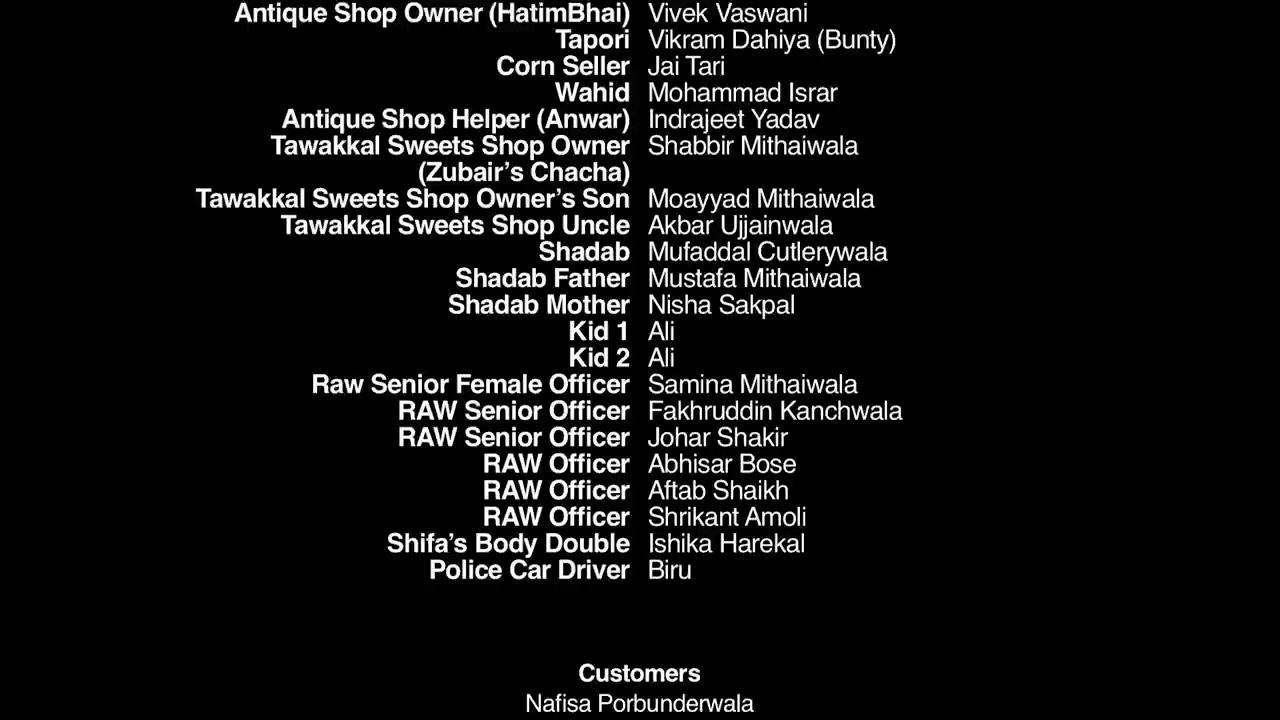 Antique Shop Owner (HatimBhai) Vivek Vaswani
Tapori Vikram Dahiya (Bunty)
Corn Seller Jai Tari
Wahid Mohammad Israr
Antique Shop Helper (Anwar) Indrajeet Yadav
Tawakkal Sweets Shop Owner Shabbir Mithaiwala
(Zubair’s Chacha)
Tawakkal Sweets Shop Owner’s Son Moayyad Mithaiwala
Tawakkal Sweets Shop Uncle Akbar Ujjainwala
Shadab Mufaddal Cutlerywala
Shadab Father Mustafa Mithaiwala
Shadab Mother Nisha Sakpal
Kid 1 Ali
Kid 2 Ali
Raw Senior Female Officer Samina Mithaiwala
RAW Senior Officer Fakhruddin Kanchwala
RAW Senior Officer Johar Shakir
RAW Officer Abhisar Bose
RAW Officer Aftab Shaikh
RAW Officer Shrikant Amoli
Shifa’s Body Double Ishika Harekal
Police Car Driver Biru
Customers
Nafisa Porbunderwala